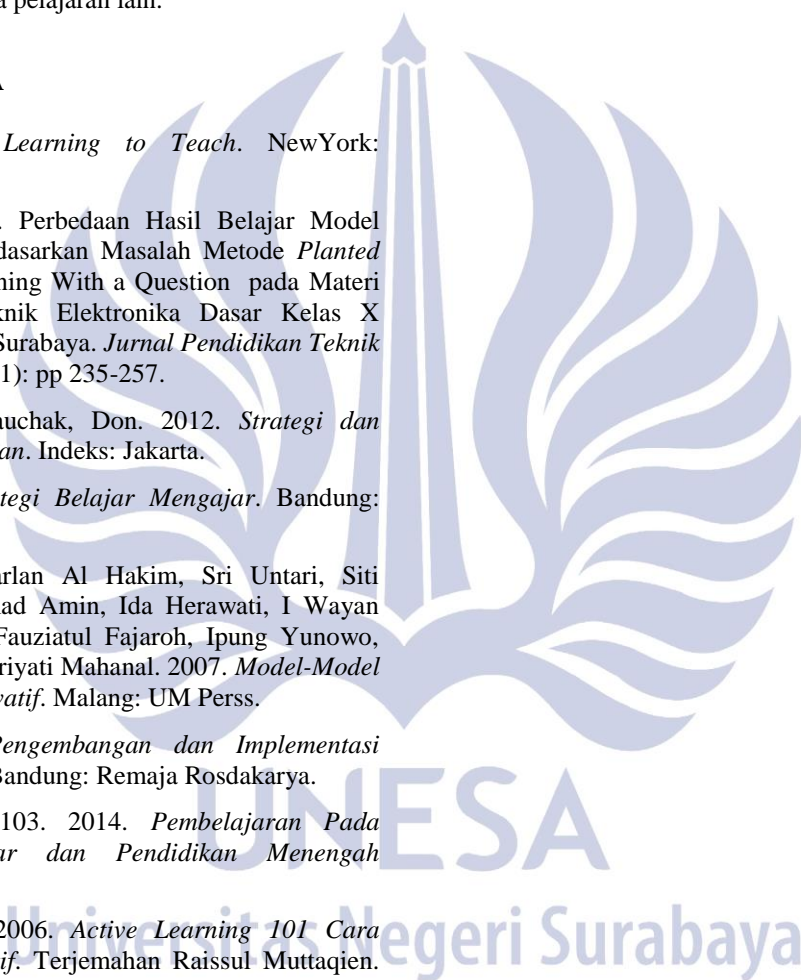 a pelajaran lain.
A
Learning to Teach. NewYork:
. Perbedaan Hasil Belajar Model
dasarkan Masalah Metode Planted
ning With a Question pada Materi
knik Elektronika Dasar Kelas X
Surabaya. Jurnal Pendidikan Teknik
1): pp 235-257.
auchak, Don. 2012. Strategi dan
an. Indeks: Jakarta.
tegi Belajar Mengajar. Bandung:
arlan Al Hakim, Sri Untari, Siti
nad Amin, Ida Herawati, I Wayan
Fauziatul Fajaroh, Ipung Yunowo,
riyati Mahanal. 2007. Model-Model
vatif. Malang: UM Perss.
Pengembangan dan Implementasi
Bandung: Remaja Rosdakarya.
103. 2014. Pembelajaran Pada
ar dan Pendidikan Menengah
2006. Active Learning 101 Cara
if. Terjemahan Raissul Muttaqien.
UNESA
Universitas Negeri Surabaya